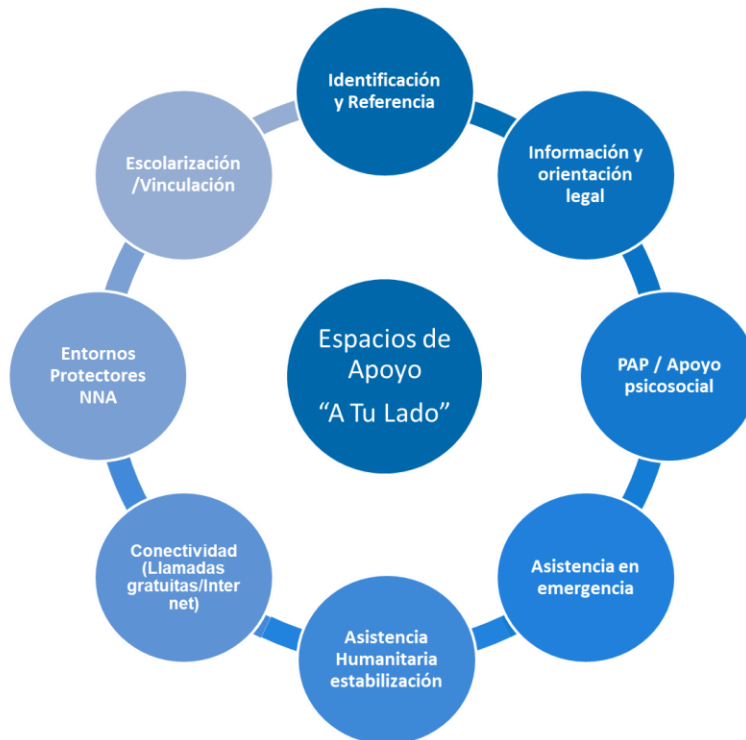 Identificación
y Referencia
Información y
orientación
legal
PAP / Apoyo
psicosocial
Asistencia en
emergencia
Asistencia
Humanitaria
estabilización
Conectividad
(Llamadas
gratuitas/Inter
net)
Entornos
Protectores
NNA
Escolarización
/Vinculación
Espacios de
Apoyo
“A Tu Lado”